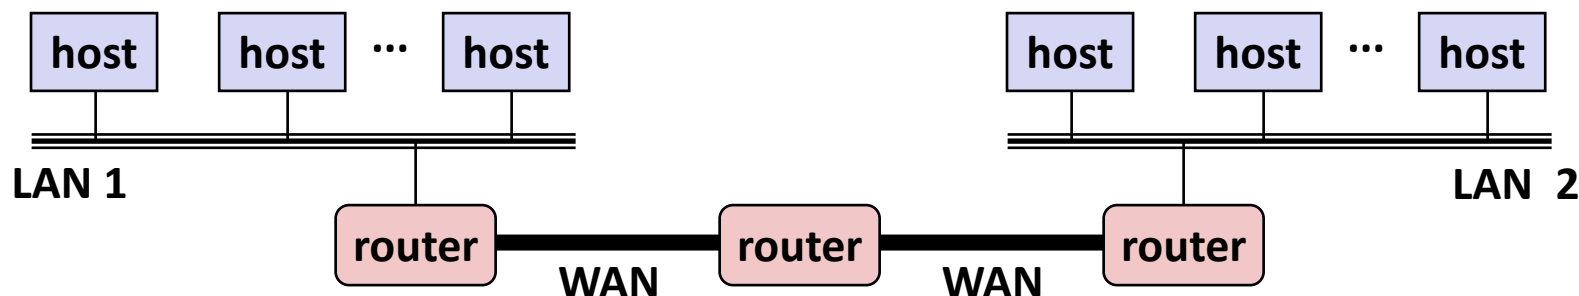 host host ... host host host ... host
LAN 1 LAN 2
router router router
WAN WAN